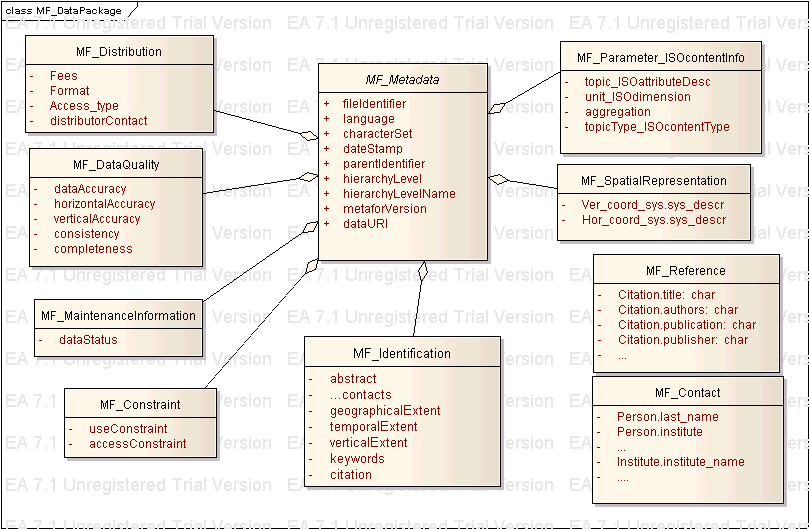 class MF_DataPackage
EA 7.1 Unregistered Trial Version EA 7.1 Unregistered Trial Version EA 7.1 Unregistered Trial Version
MF_Distribution
- Fees
- Format
- Access_type
- distributorContact
MF_Metadata
+ fileIdentifier
+ language
+ characterSet
+ dateStamp
+ parentIdentifier
+ hierarchyLevel
+ hierarchyLevelName
+ metaforVersion
+ dataURI
MF_Parameter_ISOcontentInfo
- topic_ISOattributeDesc
- unit_ISOdimension
- aggregation
- topicType_ISOcontentType
MF_DataQuality
- dataAccuracy
- horizontalAccuracy
- verticalAccuracy
- consistency
- completeness
MF_SpatialRepresentation
- Ver_coord_sys.sys_descr
- Hor_coord_sys.sys_descr
MF_MaintenanceInformation
- dataStatus
MF_Reference
- Citation.title: char
- Citation.authors: char
- Citation.publication: char
- Citation.publisher: char
- ...
MF_Constraint
- useConstraint
- accessConstraint
MF_Identification
- abstract
- ...contacts
- geographicalExtent
- temporalExtent
- verticalExtent
- keywords
- citation
MF_Contact
- Person.last_name
- Person.institute
- ...
- Institute.institute_name
- ....
EA 7.1 Unregistered Trial Version EA 7.1 Unregistered Trial Version EA 7.1 Unregistered Trial Version